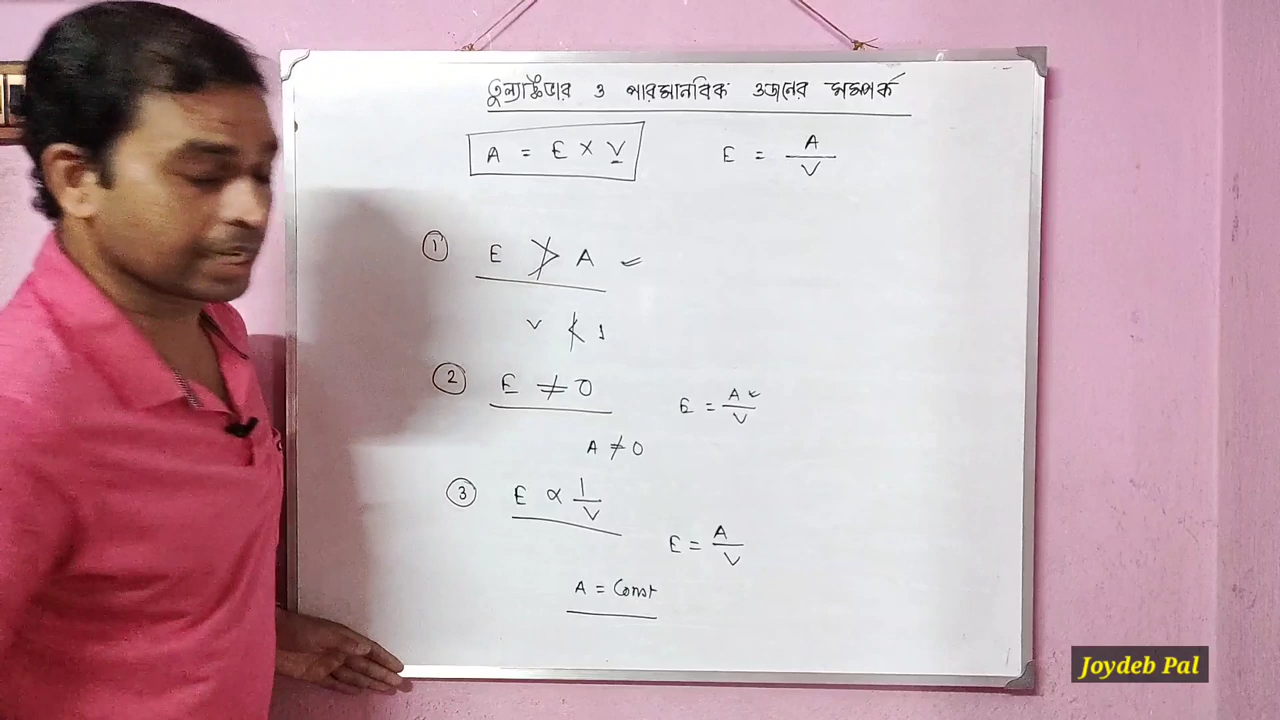 তুল্যাঙ্কভার ও পারমানবিক ওজনের সম্পর্ক
A = E × V
E = A/V
① E ≯ A
V ≮ 1
② E ≠ 0
E = A/V
A ≠ 0
③ E ∝ 1/V
E = A/V
A = Const
Joydeb Pal